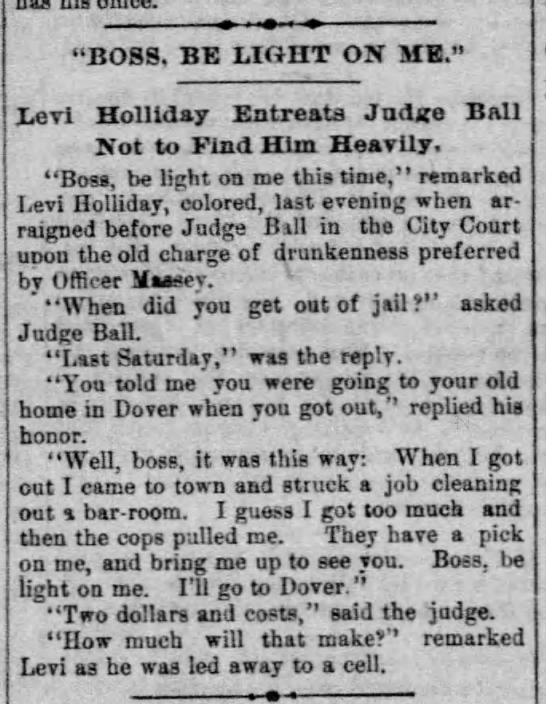 has his office.
"BOSS, BE LIGHT ON ME."
Levi Holliday Entreats Judge Ball
Not to Find Him Heavily.
"Boss, be light on me this time," remarked
Levi Holliday, colored, last evening when ar-
raigned before Judge Ball in the City Court
upon the old charge of drunkenness preferred
by Officer Massey.
"When did you get out of jail?" asked
Judge Ball.
"Last Saturday," was the reply.
"You told me you were going to your old
home in Dover when you got out," replied his
honor.
"Well, boss, it was this way: When I got
out I came to town and struck a job cleaning
out a bar-room. I guess I got too much and
then the cops pulled me. They have a pick
on me, and bring me up to see you. Boss, be
light on me. I'll go to Dover."
"Two dollars and costs," said the judge.
"How much will that make?" remarked
Levi as he was led away to a cell.